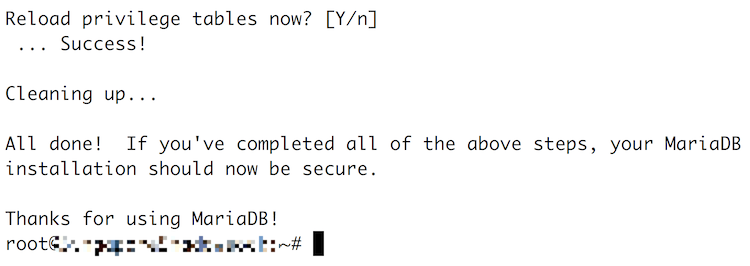 Reload privilege tables now? [Y/n]
 ... Success!
Cleaning up...
All done!  If you've completed all of the above steps, your MariaDB
installation should now be secure.
Thanks for using MariaDB!
root@:~#